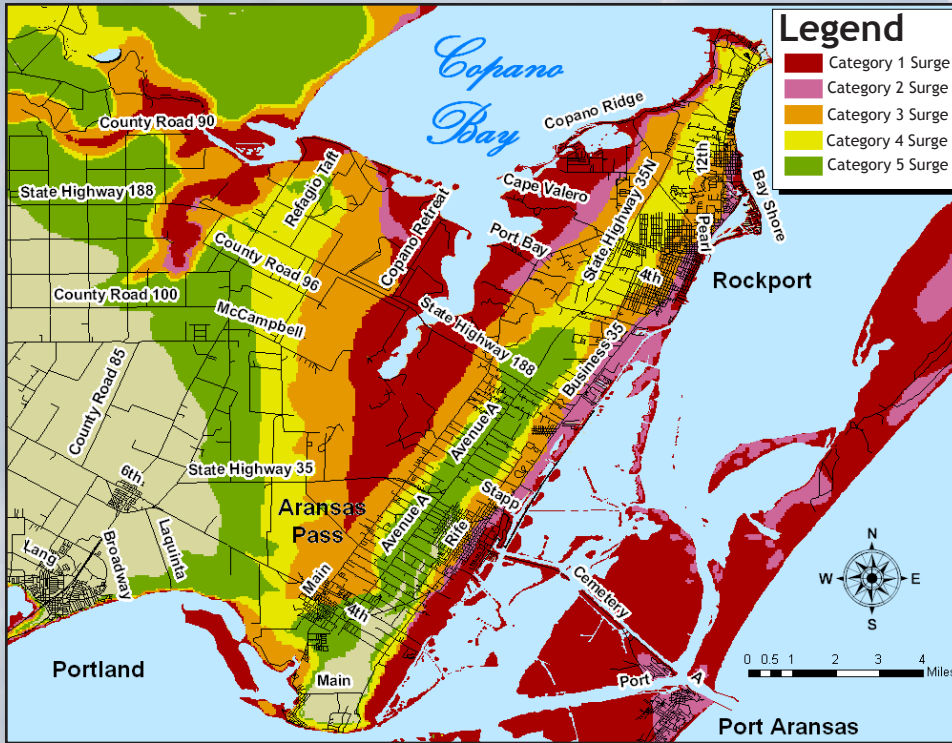 Legend
Category 1 Surge
Category 2 Surge
Category 3 Surge
Category 4 Surge
Category 5 Surge
Copano
Bay
County Road 90
Copano Ridge
State Highway 188
Refagio Taft
12th
Cape Valero
State Highway 35N
Bay Shore
Copano Retreat
Port Bay
Pearl
County Road 96
4th
Rockport
County Road 100
McCampbell
State Highway 188
Business 35
County Road 85
Avenue A
6th
State Highway 35
Stapp
Aransas
Pass
Avenue A
Rife
Laquinta
Lang
Broadway
Main
4th
Cemetery
N
W
E
S
0 0.5 1 2 3 4
Miles
Portland
Main
Port
A
Port Aransas